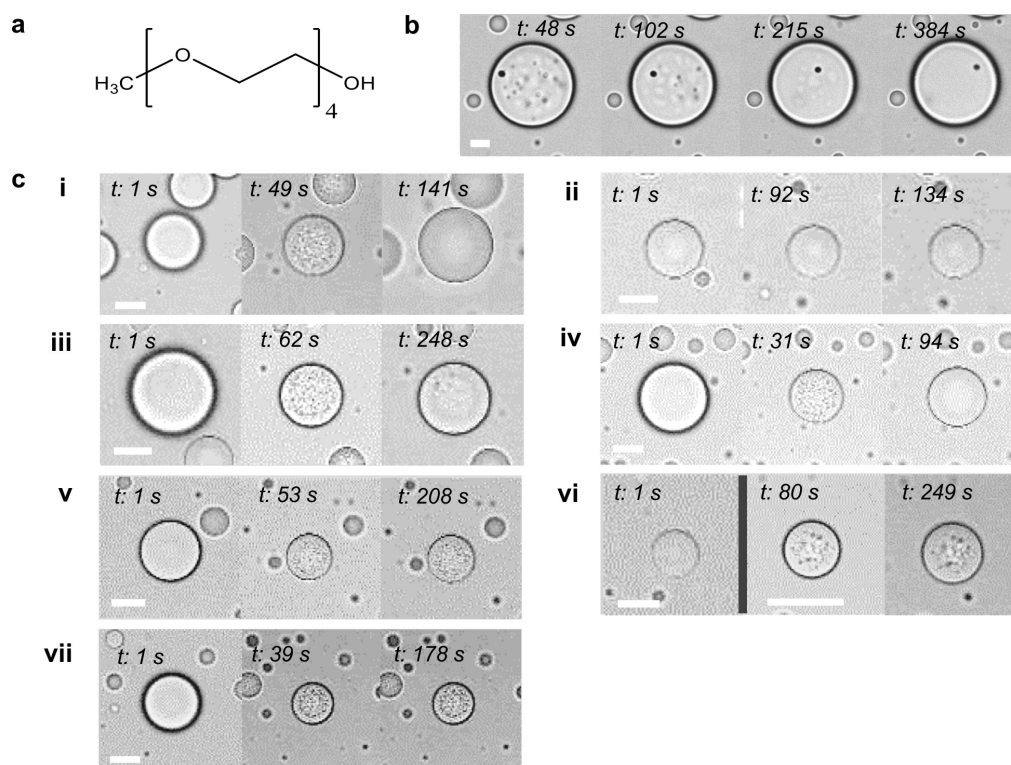 a
O
H3C
OH
4
b
t: 48 s t: 102 s t: 215 s t: 384 s
c
i
t: 1 s t: 49 s t: 141 s
ii
t: 1 s t: 92 s t: 134 s
iii
t: 1 s t: 62 s t: 248 s
iv
t: 1 s t: 31 s t: 94 s
v
t: 1 s t: 53 s t: 208 s
vi
t: 1 s t: 80 s t: 249 s
vii
t: 1 s t: 39 s t: 178 s